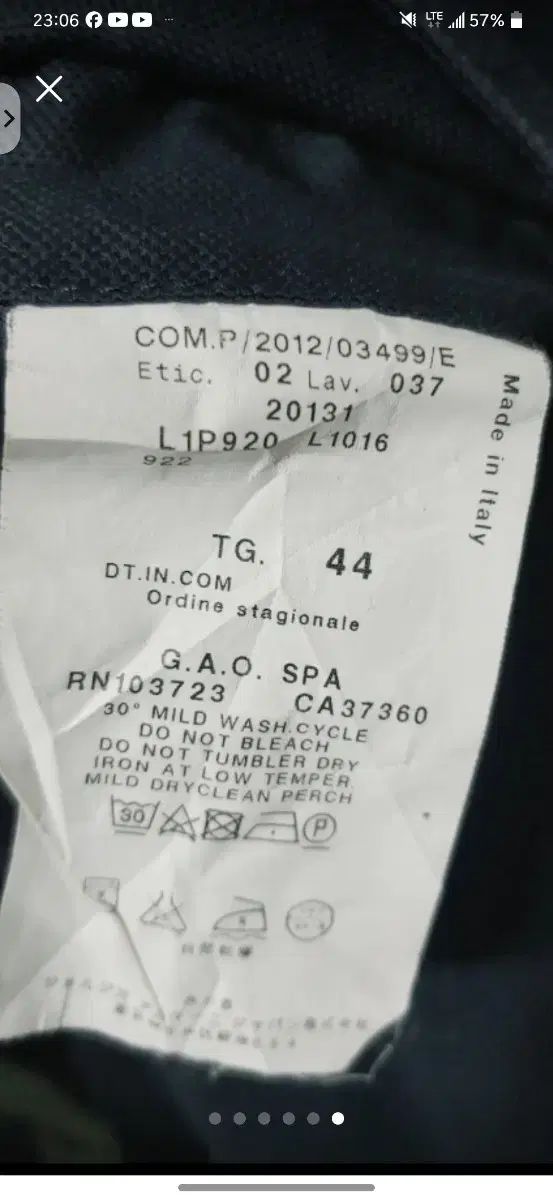 23:06
LTE 57%
COM.P/2012/03499/E
Etic. 02 Lav. 037
20131
L1P920 L1016
922
Made in Italy
TG. 44
DT.IN.COM
Ordine stagionale
G.A.O. SPA
RN103723 CA37360
30° MILD WASH.CYCLE
DO NOT BLEACH
DO NOT TUMBLER DRY
IRON AT LOW TEMPER.
MILD DRYCLEAN PERCH
30 P